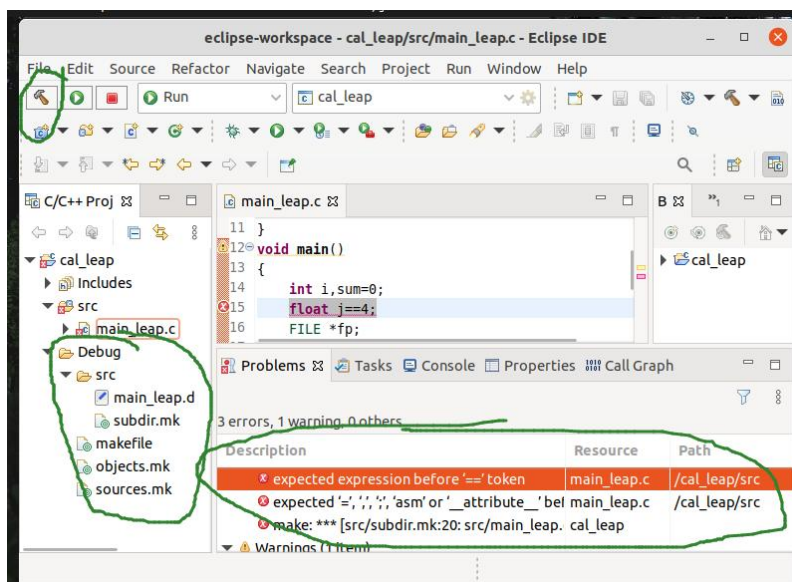 eclipse-workspace - cal_leap/src/main_leap.c - Eclipse IDE
File Edit Source Refactor Navigate Search Project Run Window Help
Run
cal_leap
010
C/C++ Proj
cal_leap
Includes
src
main_leap.c
Debug
src
main_leap.d
subdir.mk
makefile
objects.mk
sources.mk
main_leap.c
11 }
12 void main()
13 {
14 int i,sum=0;
15 float j==4;
16 FILE *fp;
B
»1
cal_leap
Problems Tasks Console Properties Call Graph
3 errors, 1 warning, 0 others
Description Resource Path
expected expression before ‘==’ token main_leap.c /cal_leap/src
expected ‘=’, ‘,’, ‘;’, ‘asm’ or ‘__attribute__’ bef main_leap.c /cal_leap/src
make: *** [src/subdir.mk:20: src/main_leap. cal_leap
Warnings (1 item)